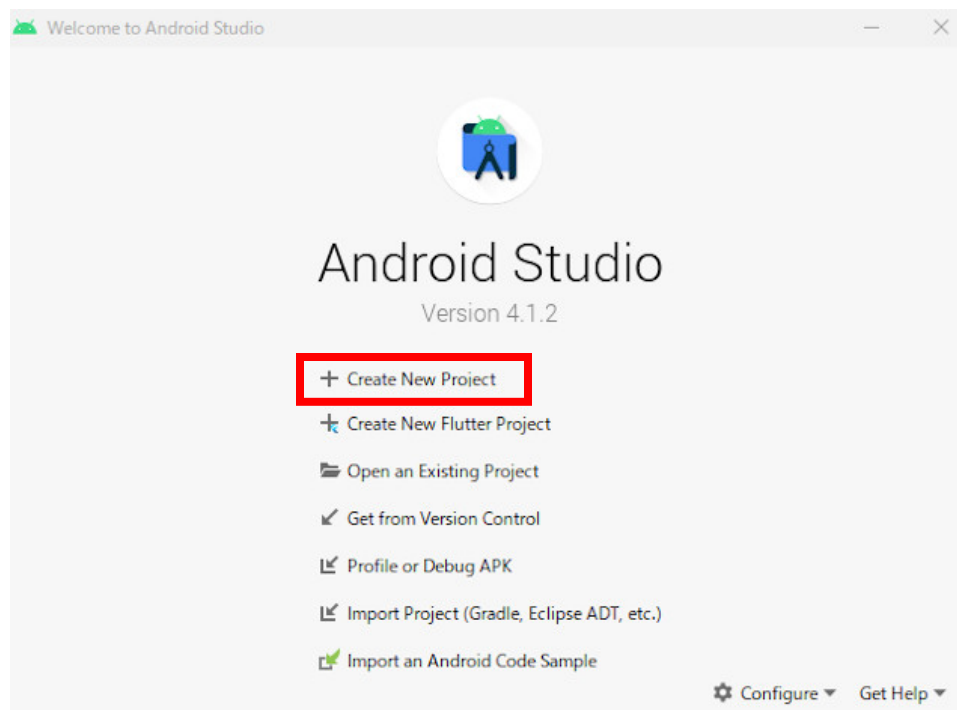 Welcome to Android Studio
Android Studio
Version 4.1.2
Create New Project
Create New Flutter Project
Open an Existing Project
Get from Version Control
Profile or Debug APK
Import Project (Gradle, Eclipse ADT, etc.)
Import an Android Code Sample
Configure Get Help